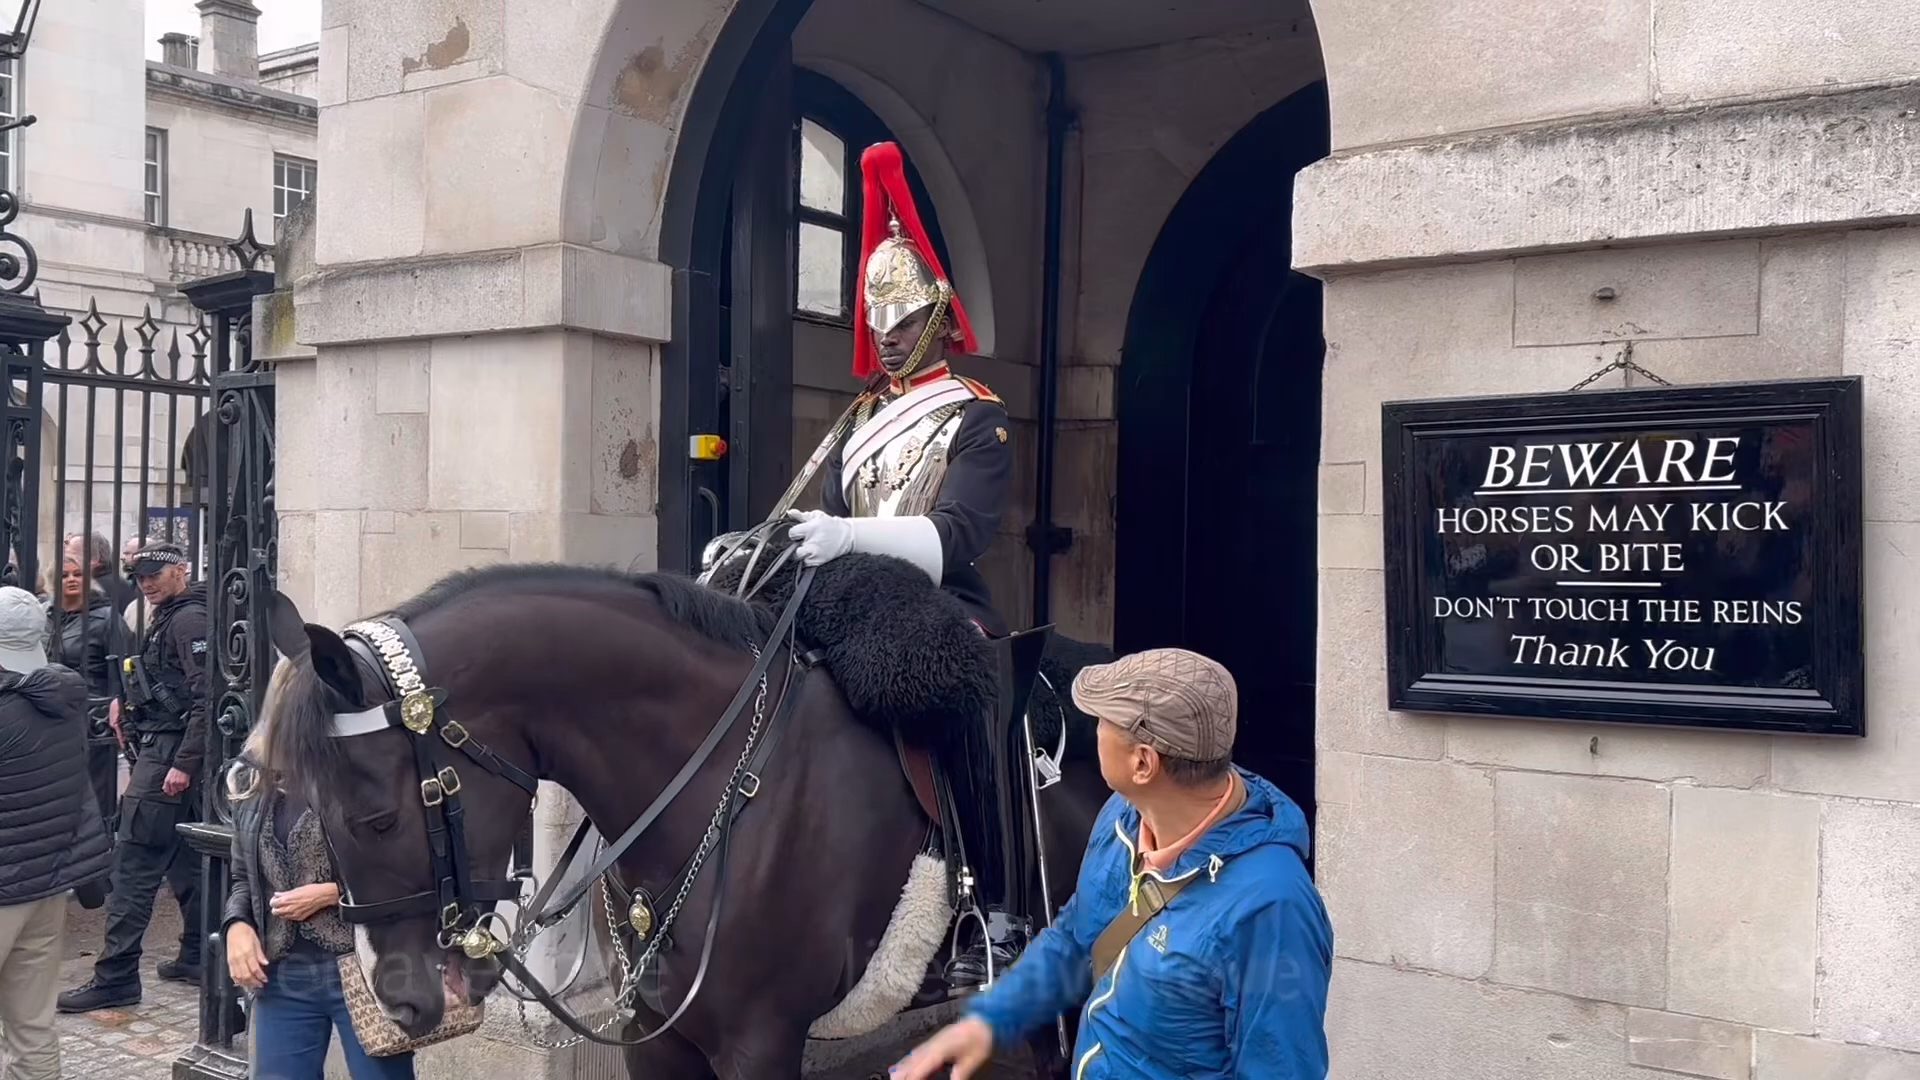 BEWARE
HORSES MAY KICK
OR BITE
DON'T TOUCH THE REINS
Thank You